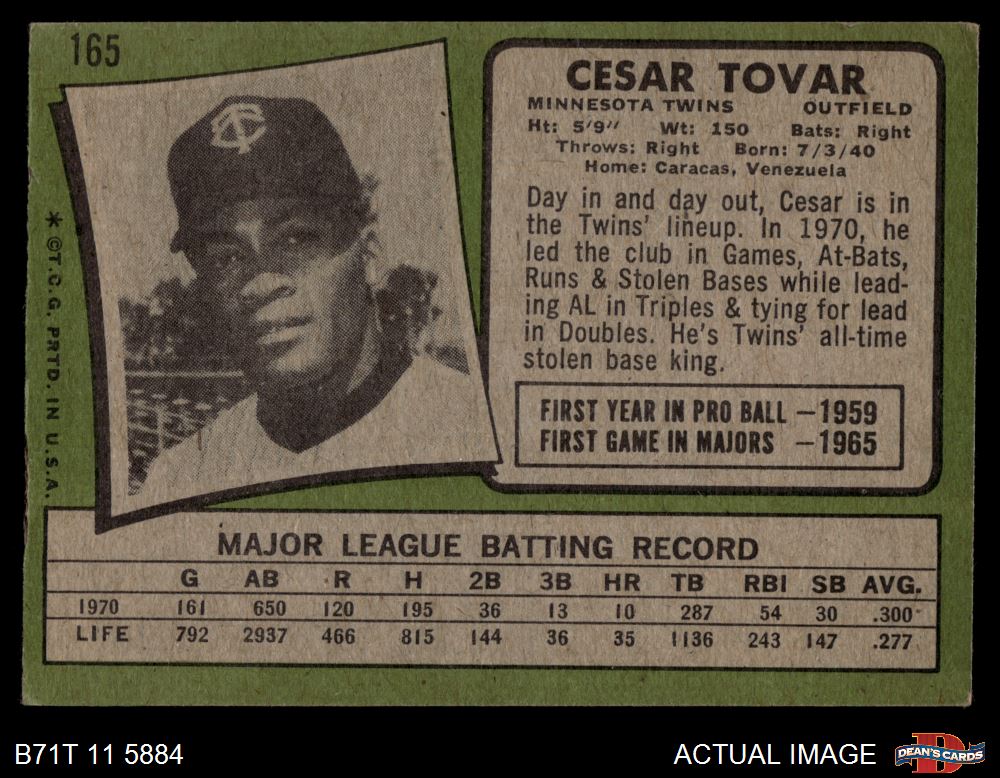 165
CESAR TOVAR
MINNESOTA TWINS OUTFIELD
Ht: 5'9" Wt: 150 Bats: Right
Throws: Right Born: 7/3/40
Home: Caracas, Venezuela
Day in and day out, Cesar is in
the Twins' lineup. In 1970, he
led the club in Games, At-Bats,
Runs & Stolen Bases while lead-
ing AL in Triples & tying for lead
in Doubles. He's Twins' all-time
stolen base king.
FIRST YEAR IN PRO BALL —1959
FIRST GAME IN MAJORS —1965
TC
* ©T.C.G. PRTD. IN U.S.A.
MAJOR LEAGUE BATTING RECORD
G AB R H 2B 3B HR TB RBI SB AVG.
1970 161 650 120 195 36 13 10 287 54 30 .300
LIFE 792 2937 466 815 144 36 35 1136 243 147 .277
B71T 11 5884
ACTUAL IMAGE
D
DEAN'S CARDS